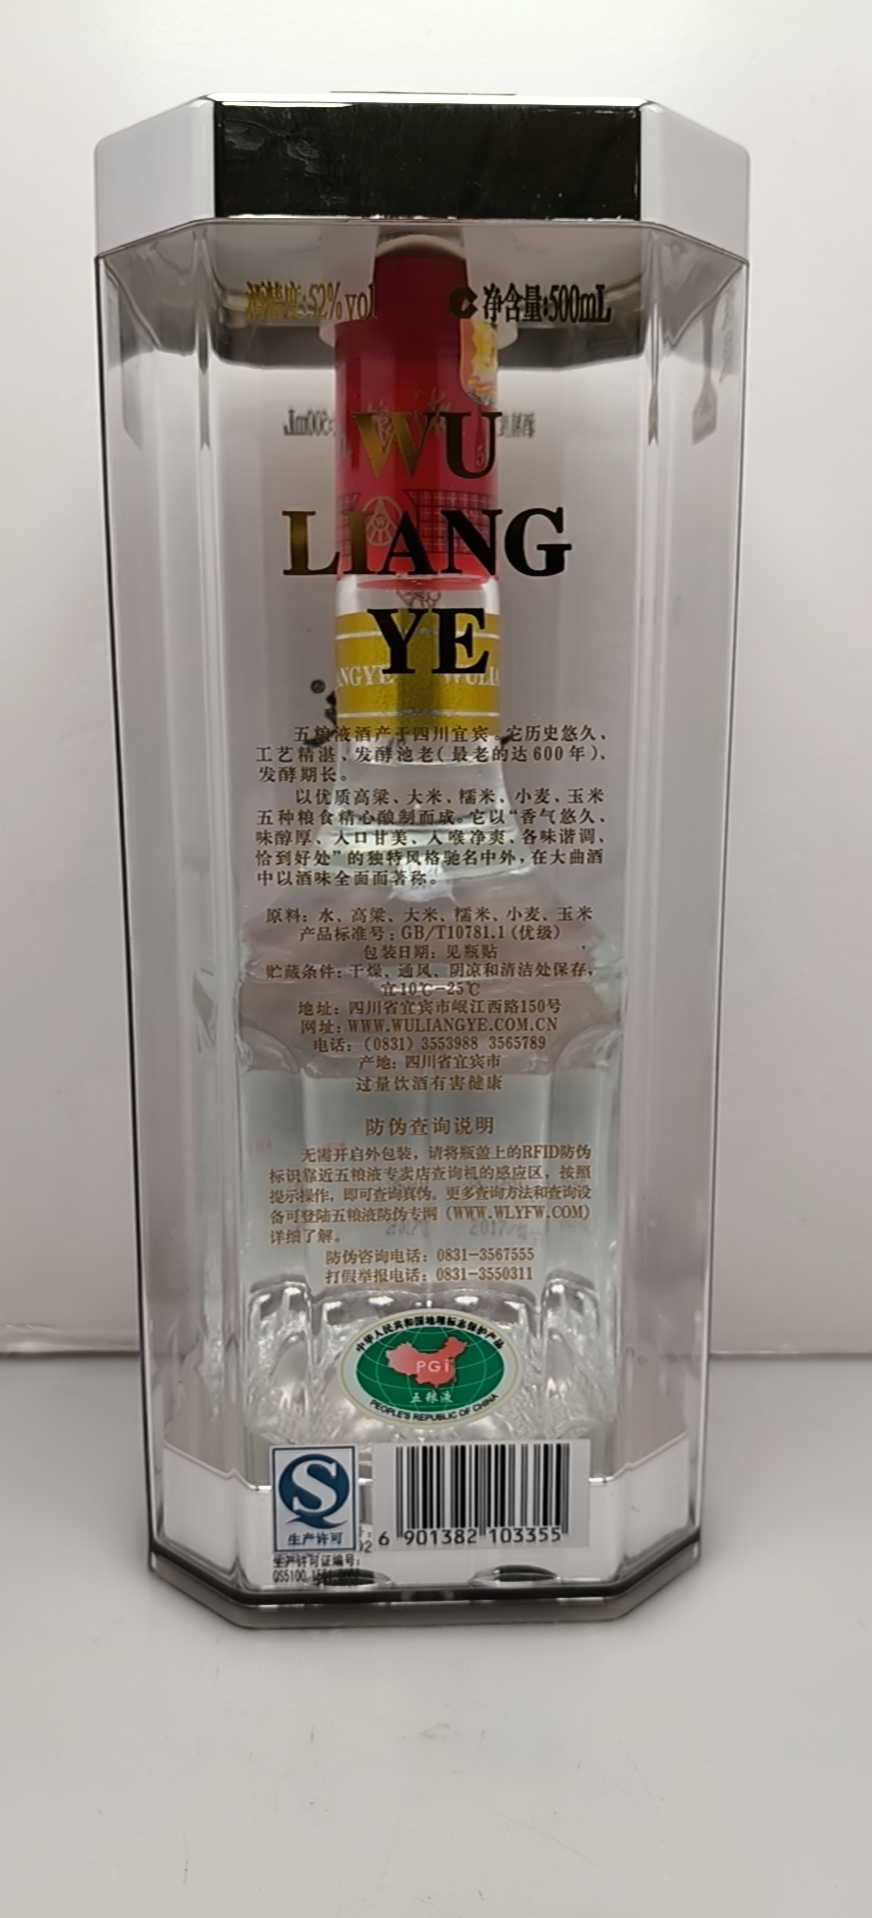 酒精度:52%vol 净含量:500mL
WU
LIANG
YE
ANGYE WULIA
五粮液酒产于四川宜宾。它历史悠久、
工艺精湛、发酵池老(最老的达600年)、
发酵期长。
以优质高粱、大米、糯米、小麦、玉米
五种粮食精心酿制而成。它以“香气悠久、
味醇厚、入口甘美、入喉净爽、各味谐调、
恰到好处”的独特风格驰名中外，在大曲酒
中以酒味全面而著称。
原料: 水、高粱、大米、糯米、小麦、玉米
产品标准号: GB/T10781.1 (优级)
包装日期: 见瓶贴
贮藏条件: 干燥、通风、阴凉和清洁处保存，
宜10℃-25℃
地址: 四川省宜宾市岷江西路150号
网址: WWW.WULIANGYE.COM.CN
电话: (0831) 3553988 3565789
产地: 四川省宜宾市
过量饮酒有害健康
防伪查询说明
无需开启外包装，请将瓶盖上的RFID防伪
标识靠近五粮液专卖店查询机的感应区，按照
提示操作，即可查询真伪。更多查询方法和查询设
备可登陆五粮液防伪专网 (WWW.WLYFW.COM)
详细了解。
防伪咨询电话: 0831-3567555
打假举报电话: 0831-3550311
中华人民共和国地理标志保护产品
PGI
五粮液
PEOPLE'S REPUBLIC OF CHINA
生产许可
6 901382 103355
生产许可证编号:
QS5100